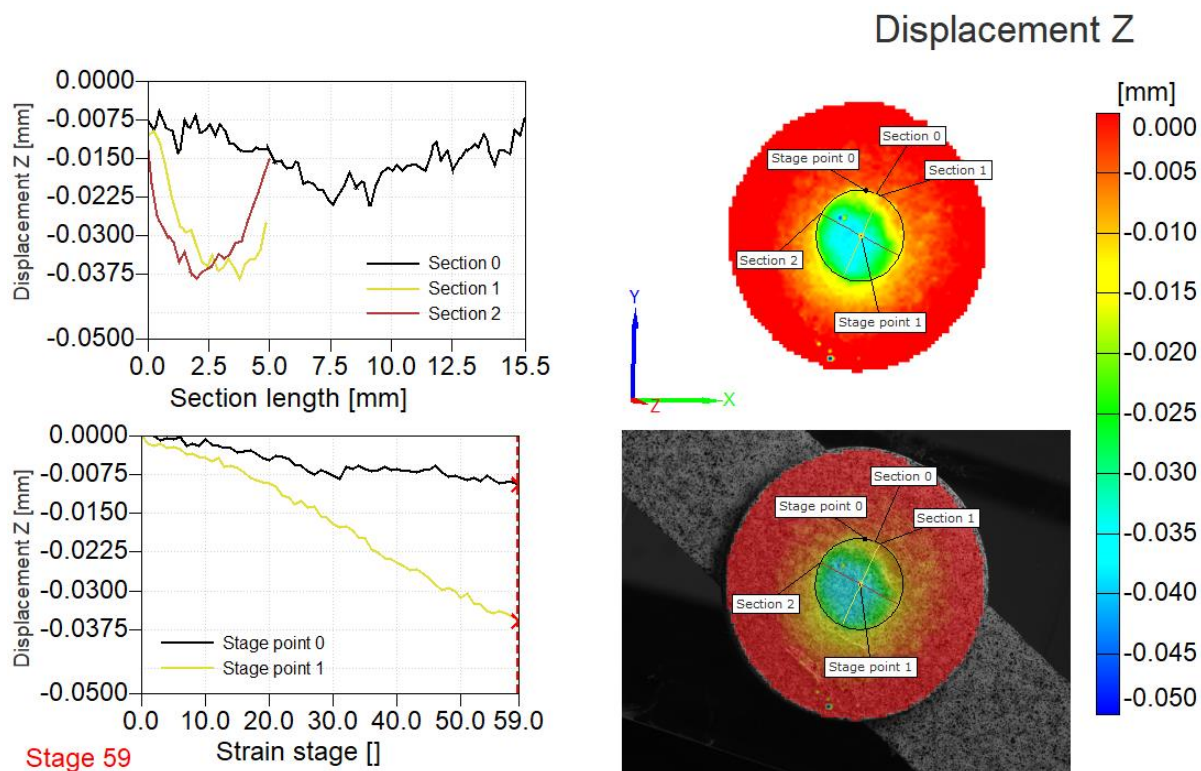 Displacement Z
0.0000
-0.0075
-0.0150
-0.0225
-0.0300
-0.0375
-0.0500
Displacement Z [mm]
Section 0
Section 1
Section 2
0.0 2.5 5.0 7.5 10.0 12.5 15.5
Section length [mm]
0.0000
-0.0075
-0.0150
-0.0225
-0.0300
-0.0375
-0.0500
Displacement Z [mm]
Stage point 0
Stage point 1
0.0 10.0 20.0 30.0 40.0 50.0 59.0
Strain stage []
Stage 59
Section 0
Stage point 0
Section 1
Section 2
Stage point 1
Y
Z
X
Section 0
Stage point 0
Section 1
Section 2
Stage point 1
[mm]
0.000
-0.005
-0.010
-0.015
-0.020
-0.025
-0.030
-0.035
-0.040
-0.045
-0.050